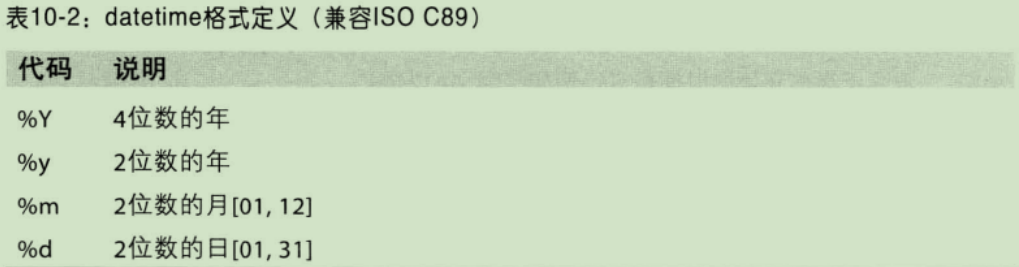 表10-2：datetime格式定义（兼容ISO C89）
代码 说明
%Y 4位数的年
%y 2位数的年
%m 2位数的月[01, 12]
%d 2位数的日[01, 31]